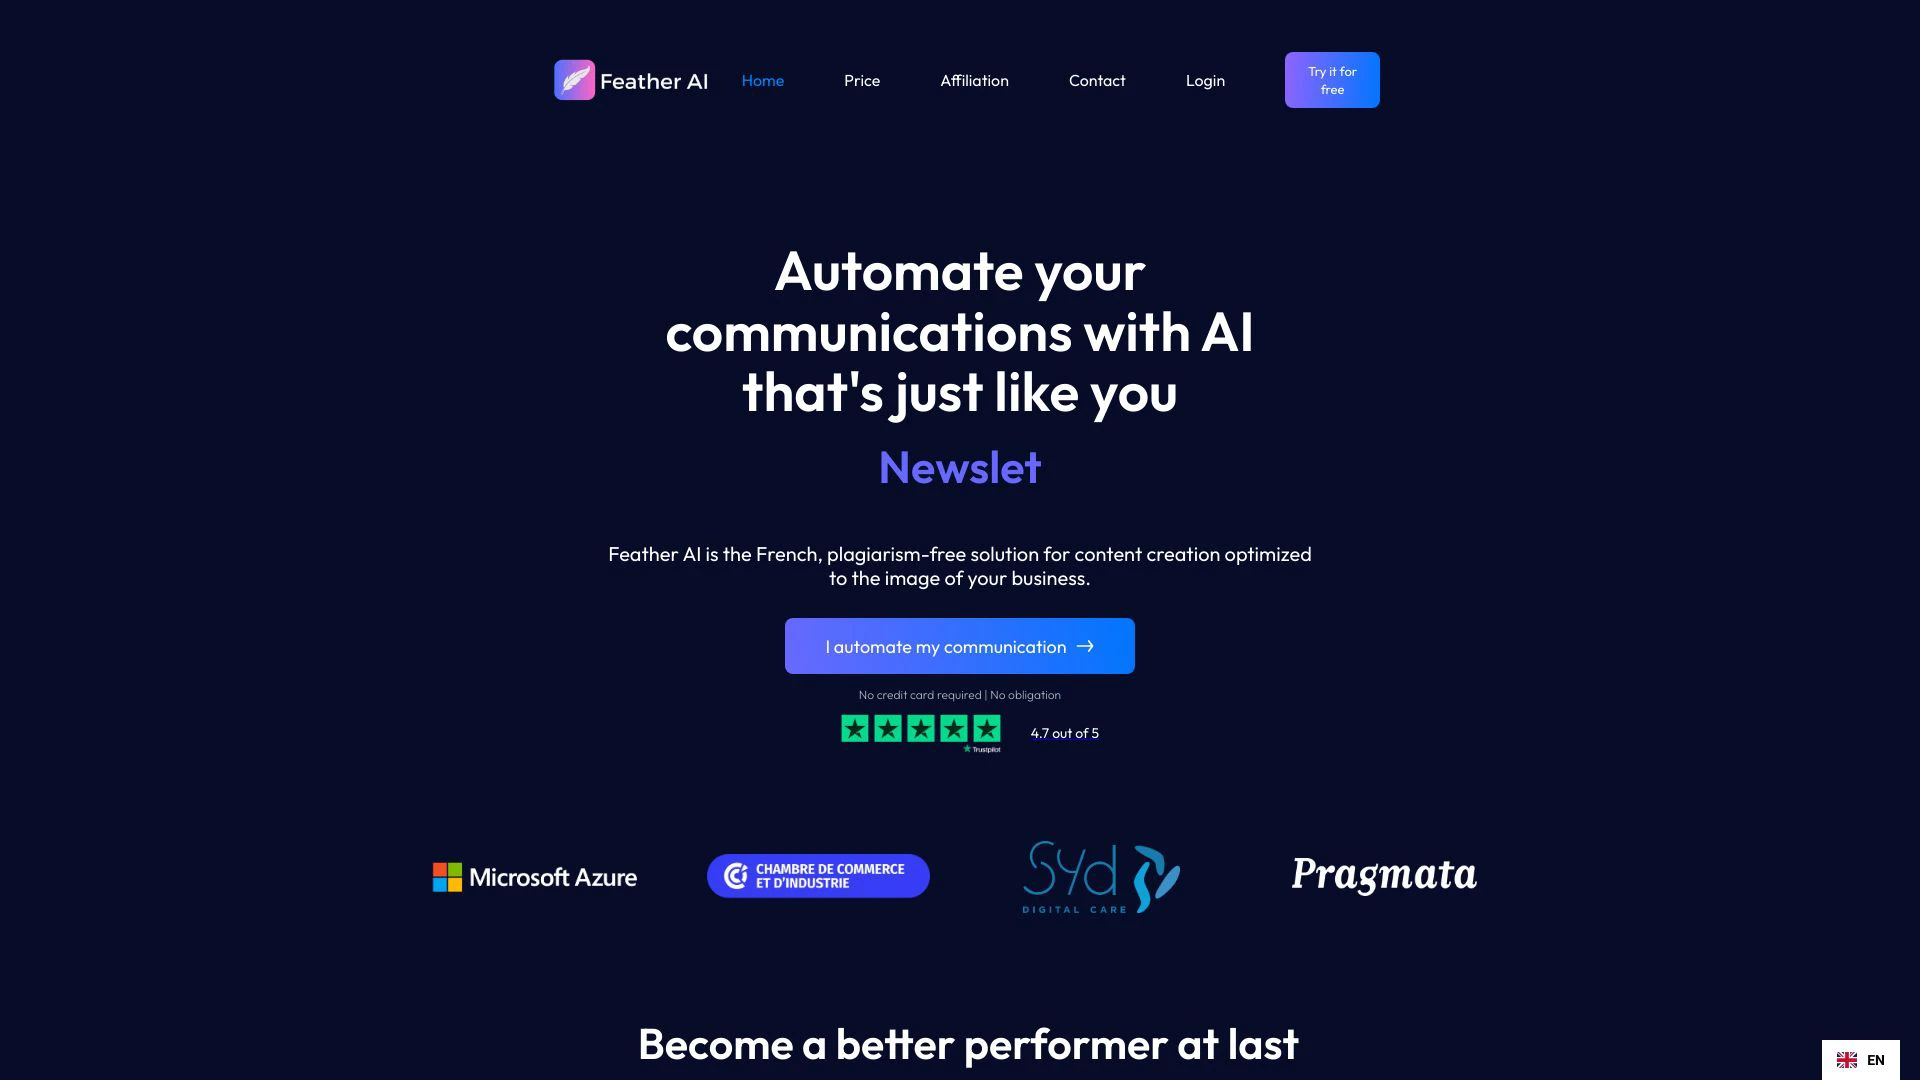 Feather AI
Home
Price
Affiliation
Contact
Login
Try it for
free
Automate your
communications with AI
that's just like you
Newslet
Feather AI is the French, plagiarism-free solution for content creation optimized
to the image of your business.
I automate my communication →
No credit card required | No obligation
Trustpilot
4.7 out of 5
Microsoft Azure
CHAMBRE DE COMMERCE
ET D'INDUSTRIE
Syd
DIGITAL CARE
Pragmata
Become a better performer at last
EN